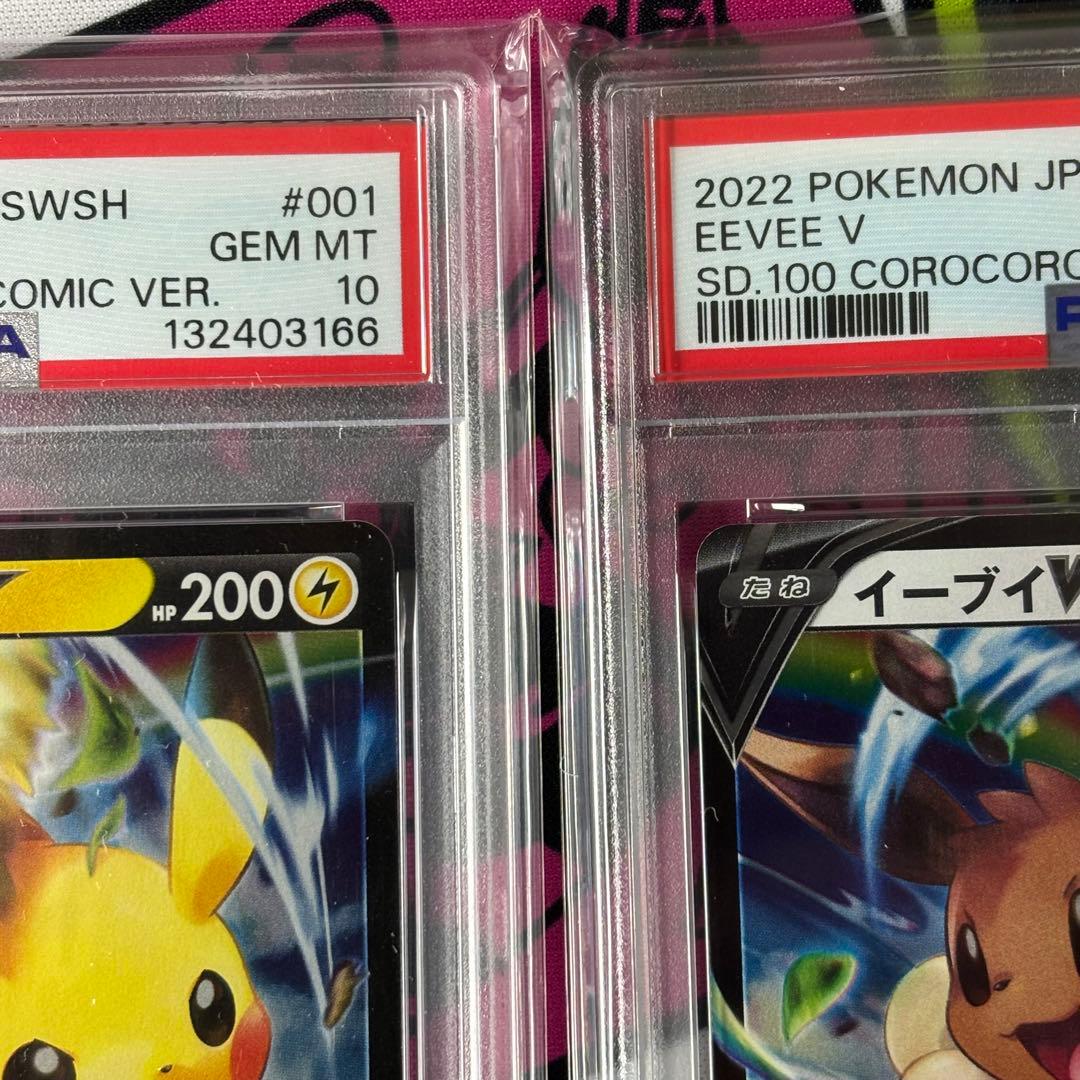 SWSH #001
GEM MT
COMIC VER. 10
132403166
HP 200
2022 POKEMON JP
EEVEE V
SD.100 COROCORO
たね イーブイV